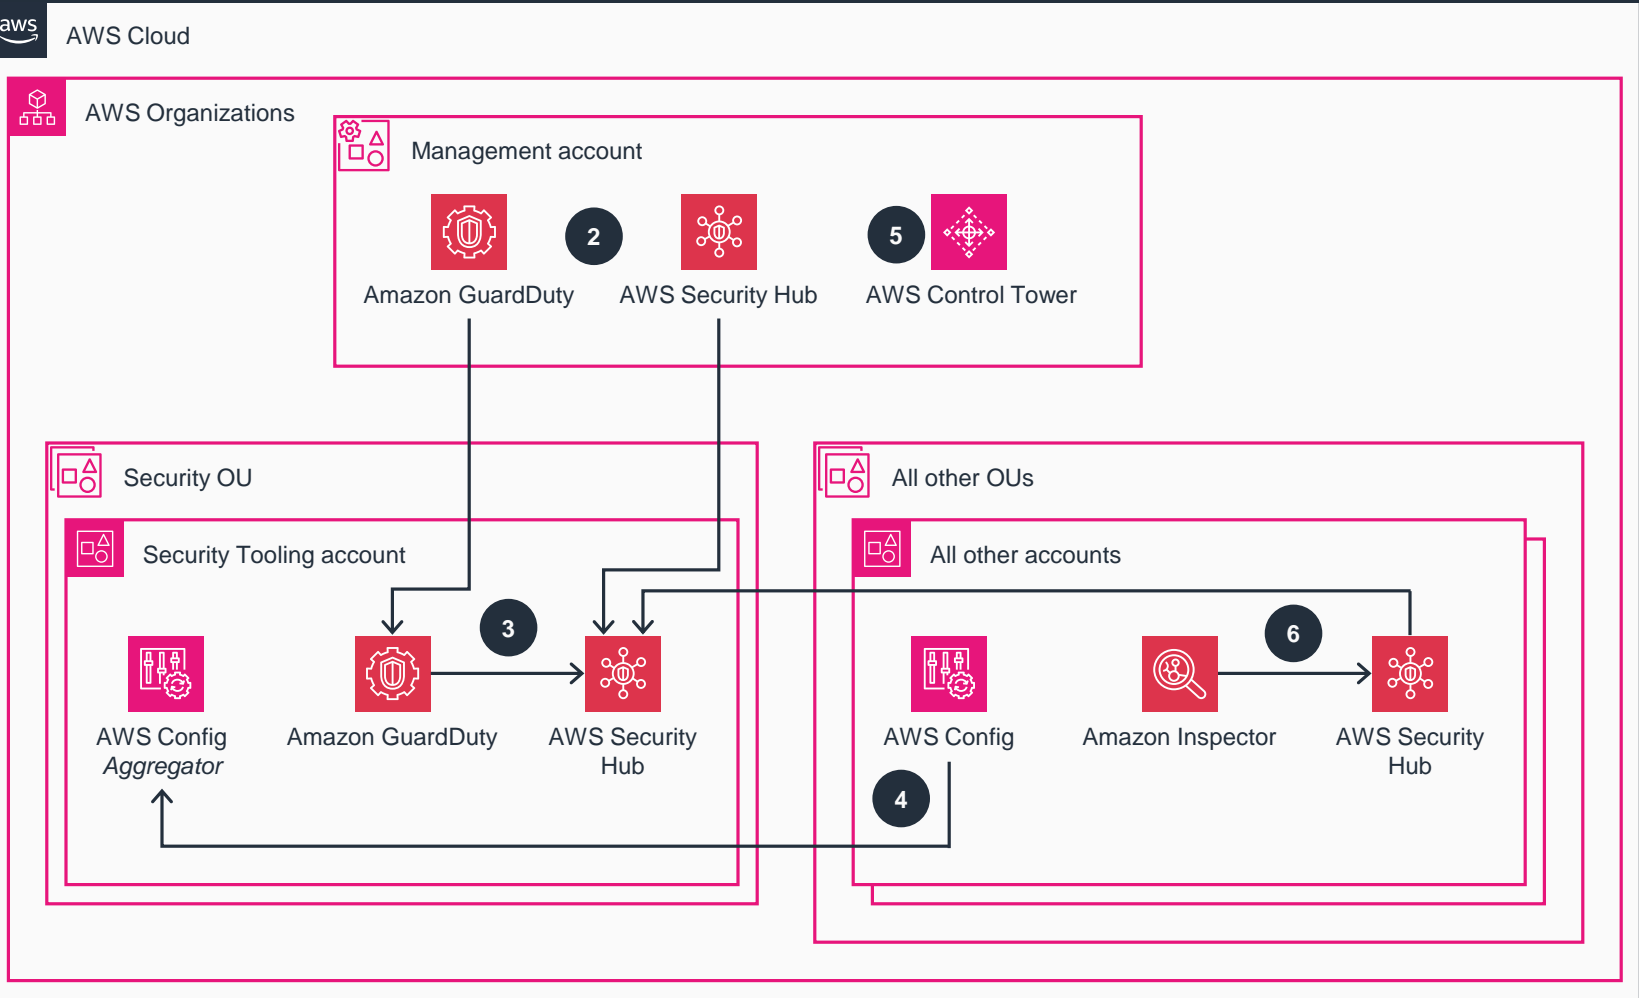 aws
AWS Cloud
AWS Organizations
Management account
2
5
Amazon GuardDuty
AWS Security Hub
AWS Control Tower
Security OU
Security Tooling account
3
AWS Config
Aggregator
Amazon GuardDuty
AWS Security
Hub
All other OUs
All other accounts
6
AWS Config
Amazon Inspector
AWS Security
Hub
4